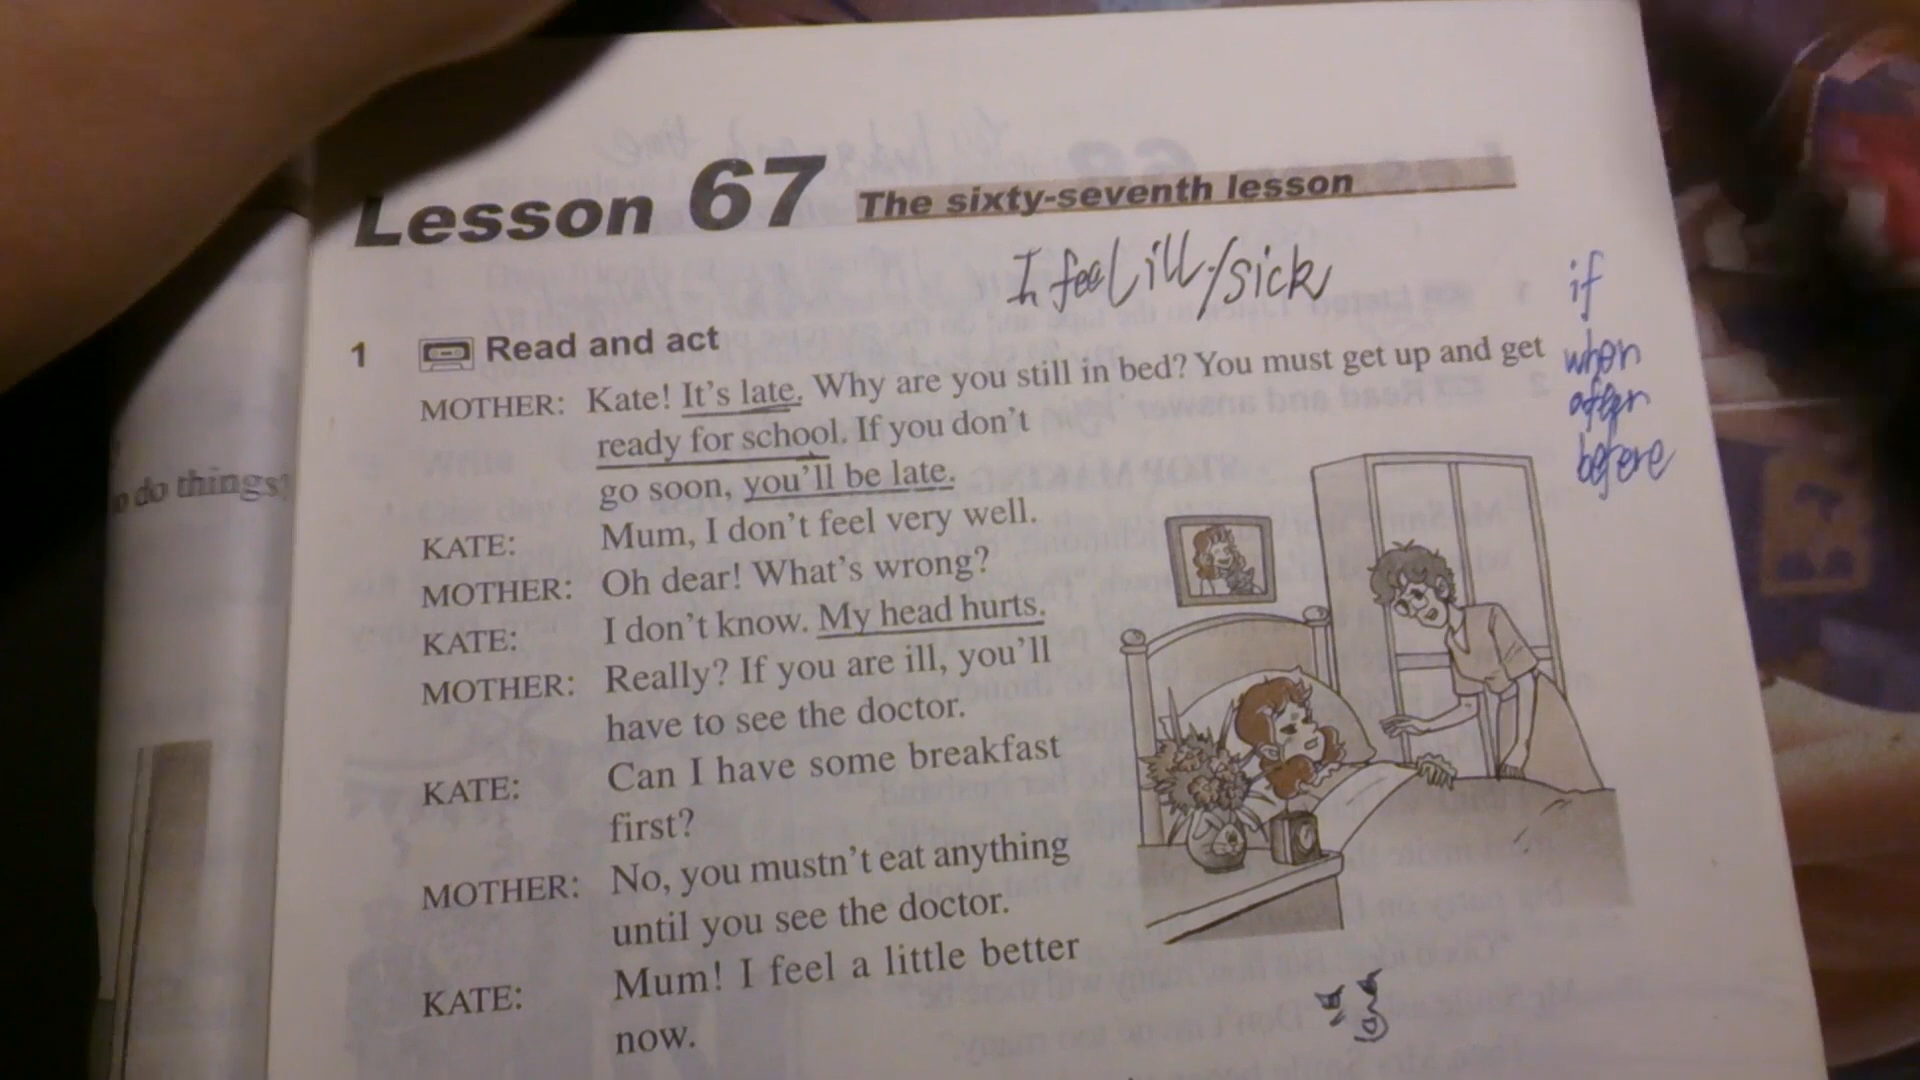 Lesson 67 The sixty-seventh lesson
I feel ill/sick
if
when
after
before
1 Read and act
MOTHER: Kate! It's late. Why are you still in bed? You must get up and get
ready for school. If you don't
go soon, you'll be late.
KATE: Mum, I don't feel very well.
MOTHER: Oh dear! What's wrong?
KATE: I don't know. My head hurts.
MOTHER: Really? If you are ill, you'll
have to see the doctor.
KATE: Can I have some breakfast
first?
MOTHER: No, you mustn't eat anything
until you see the doctor.
KATE: Mum! I feel a little better
now.
do things